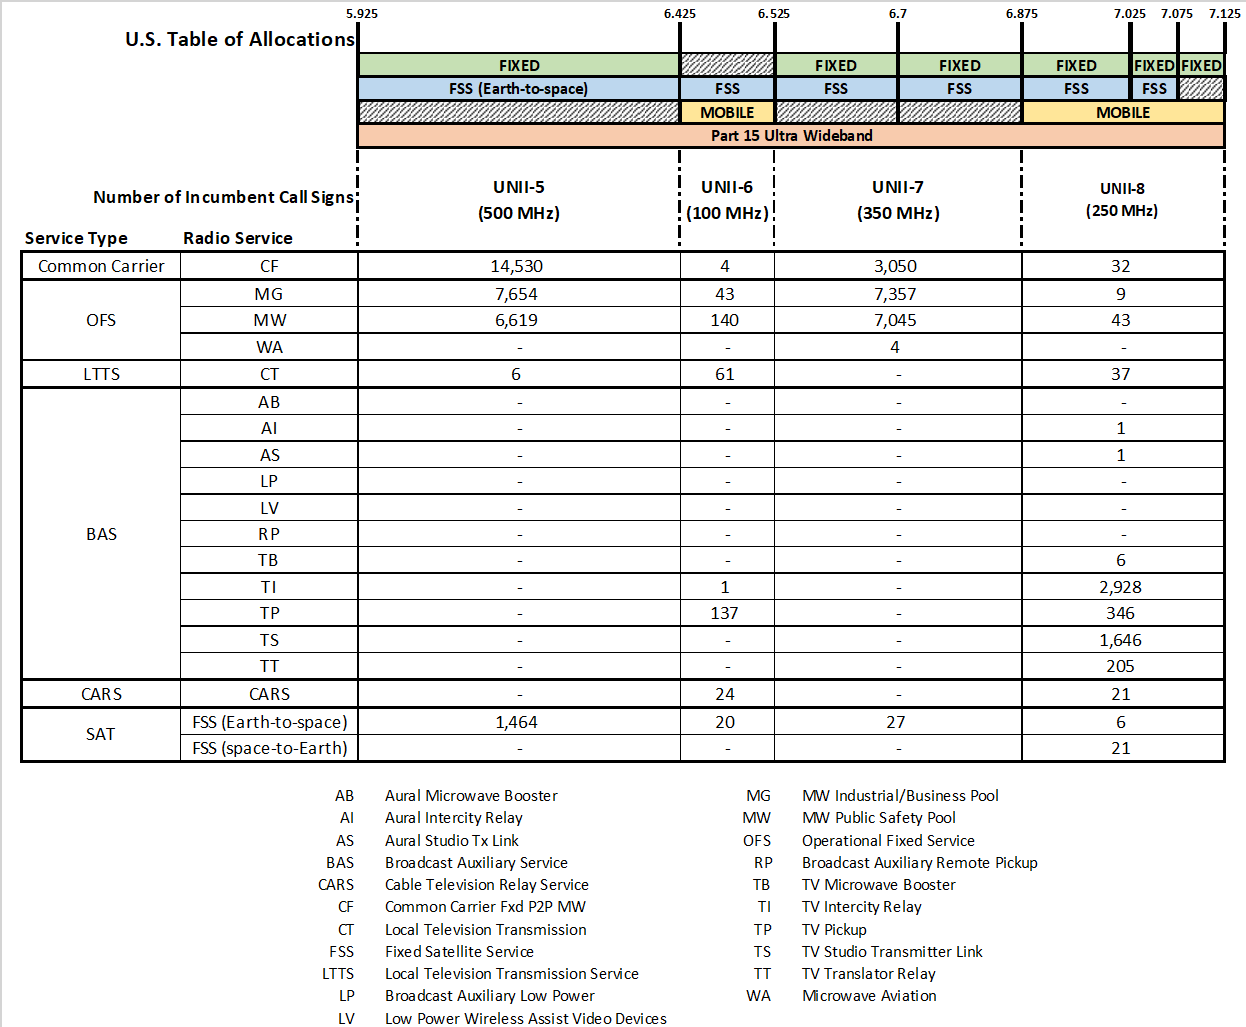 5.925 6.425 6.525 6.7 6.875 7.025 7.075 7.125
U.S. Table of Allocations
FIXED FIXED FIXED FIXED FIXED FIXED
FSS (Earth-to-space) FSS FSS FSS FSS FSS
MOBILE MOBILE
Part 15 Ultra Wideband
Number of Incumbent Call Signs UNII-5 UNII-6 UNII-7 UNII-8
(500 MHz) (100 MHz) (350 MHz) (250 MHz)
Service Type Radio Service
Common Carrier CF 14,530 4 3,050 32
MG 7,654 43 7,357 9
OFS MW 6,619 140 7,045 43
WA - - 4 -
LTTS CT 6 61 - 37
AB - - - -
AI - - - 1
AS - - - 1
LP - - - -
LV - - - -
BAS RP - - - -
TB - - - 6
TI - 1 - 2,928
TP - 137 - 346
TS - - - 1,646
TT - - - 205
CARS CARS - 24 - 21
SAT FSS (Earth-to-space) 1,464 20 27 6
FSS (space-to-Earth) - - - 21
AB Aural Microwave Booster MG MW Industrial/Business Pool
AI Aural Intercity Relay MW MW Public Safety Pool
AS Aural Studio Tx Link OFS Operational Fixed Service
BAS Broadcast Auxiliary Service RP Broadcast Auxiliary Remote Pickup
CARS Cable Television Relay Service TB TV Microwave Booster
CF Common Carrier Fxd P2P MW TI TV Intercity Relay
CT Local Television Transmission TP TV Pickup
FSS Fixed Satellite Service TS TV Studio Transmitter Link
LTTS Local Television Transmission Service TT TV Translator Relay
LP Broadcast Auxiliary Low Power WA Microwave Aviation
LV Low Power Wireless Assist Video Devices